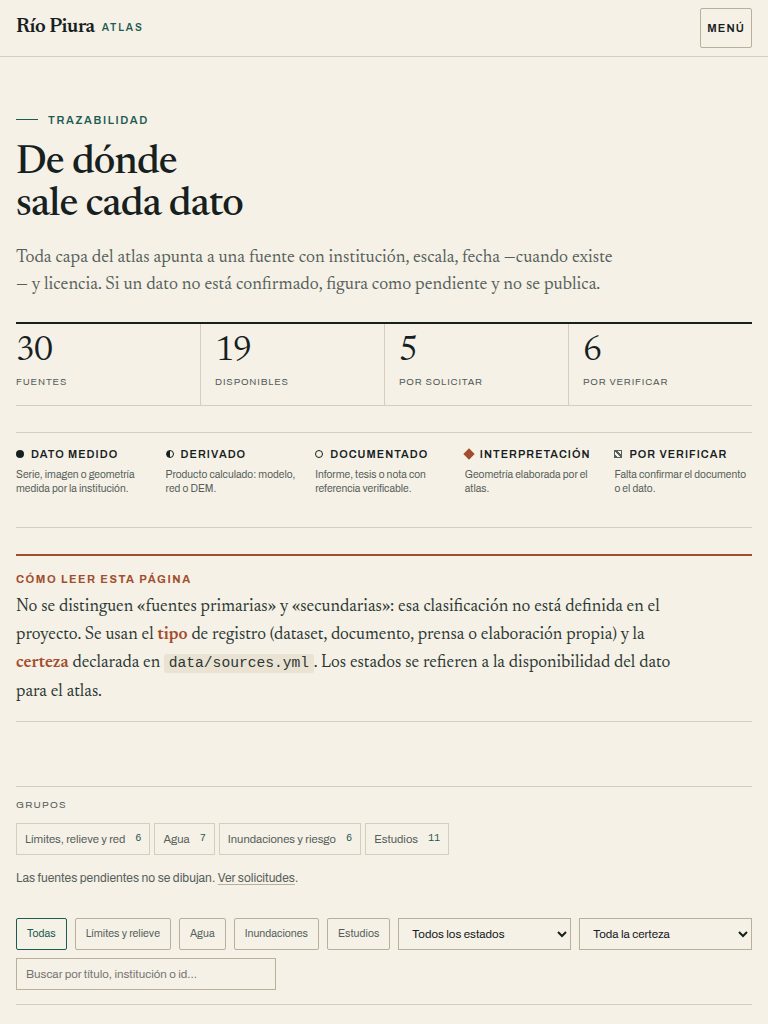 Río Piura ATLAS
MENÚ
TRAZABILIDAD
De dónde
sale cada dato
Toda capa del atlas apunta a una fuente con institución, escala, fecha —cuando existe
— y licencia. Si un dato no está confirmado, figura como pendiente y no se publica.
30
FUENTES
19
DISPONIBLES
5
POR SOLICITAR
6
POR VERIFICAR
DATO MEDIDO
Serie, imagen o geometría
medida por la institución.
DERIVADO
Producto calculado: modelo,
red o DEM.
DOCUMENTADO
Informe, tesis o nota con
referencia verificable.
INTERPRETACIÓN
Geometría elaborada por el
atlas.
POR VERIFICAR
Falta confirmar el documento
o el dato.
CÓMO LEER ESTA PÁGINA
No se distinguen «fuentes primarias» y «secundarias»: esa clasificación no está definida en el
proyecto. Se usan el tipo de registro (dataset, documento, prensa o elaboración propia) y la
certeza declarada en data/sources.yml. Los estados se refieren a la disponibilidad del dato
para el atlas.
GRUPOS
Límites, relieve y red 6
Agua 7
Inundaciones y riesgo 6
Estudios 11
Las fuentes pendientes no se dibujan. Ver solicitudes.
Todas
Límites y relieve
Agua
Inundaciones
Estudios
Todos los estados
Toda la certeza
Buscar por título, institución o id...